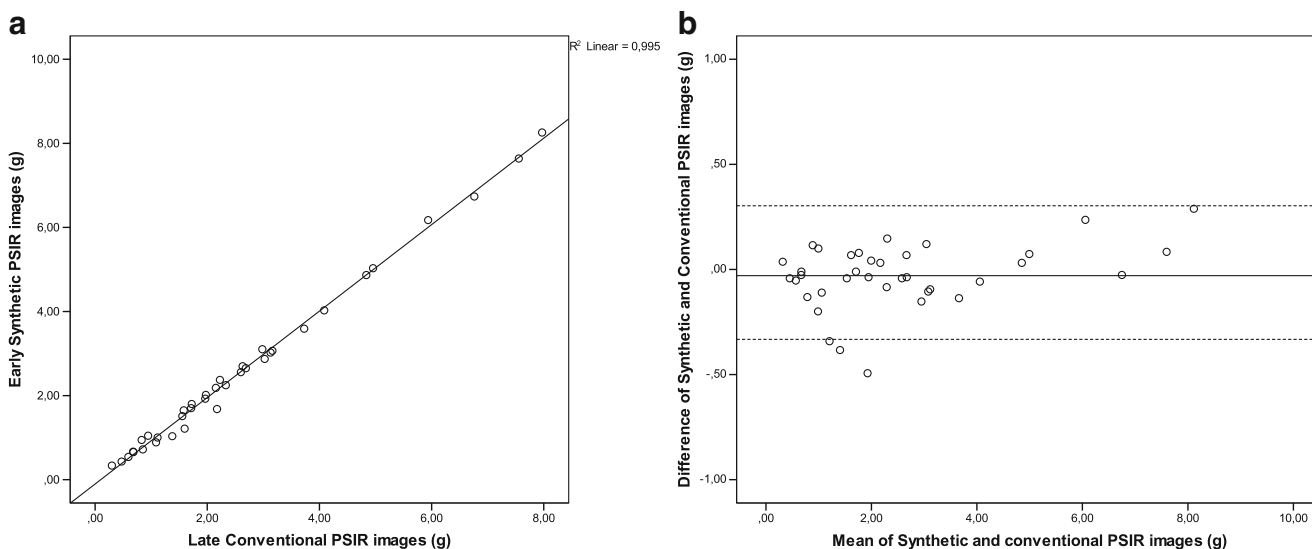 a
R² Linear = 0,995
10,00
8,00
6,00
4,00
2,00
,00
Early Synthetic PSIR images (g)
,00 2,00 4,00 6,00 8,00
Late Conventional PSIR images (g)
b
1,00
,50
,00
-,50
-1,00
Difference of Synthetic and Conventional PSIR images (g)
,00 2,00 4,00 6,00 8,00 10,00
Mean of Synthetic and conventional PSIR images (g)